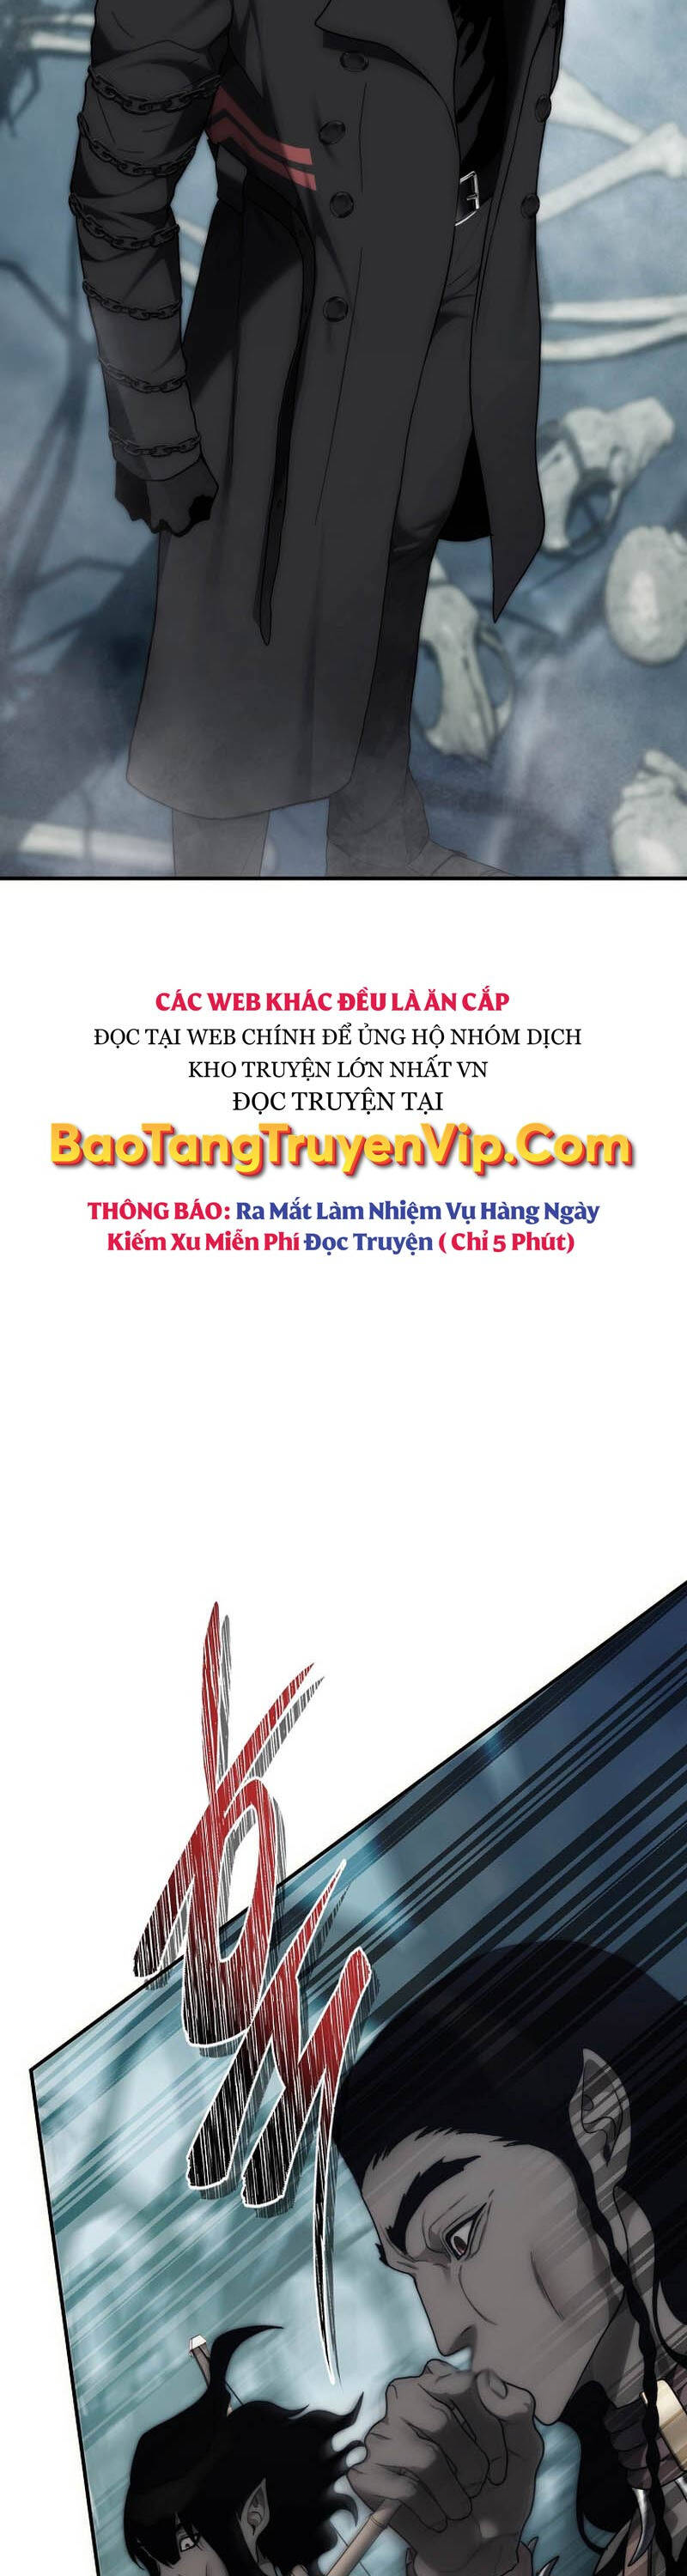 CÁC WEB KHÁC ĐỀU LÀ ĂN CẮP
ĐỌC TẠI WEB CHÍNH ĐỂ ỦNG HỘ NHÓM DỊCH
KHO TRUYỆN LỚN NHẤT VN
ĐỌC TRUYỆN TẠI
BaoTangTruyenVip.Com
THÔNG BÁO: Ra Mắt Làm Nhiệm Vụ Hàng Ngày
Kiếm Xu Miễn Phí Đọc Truyện ( Chỉ 5 Phút)